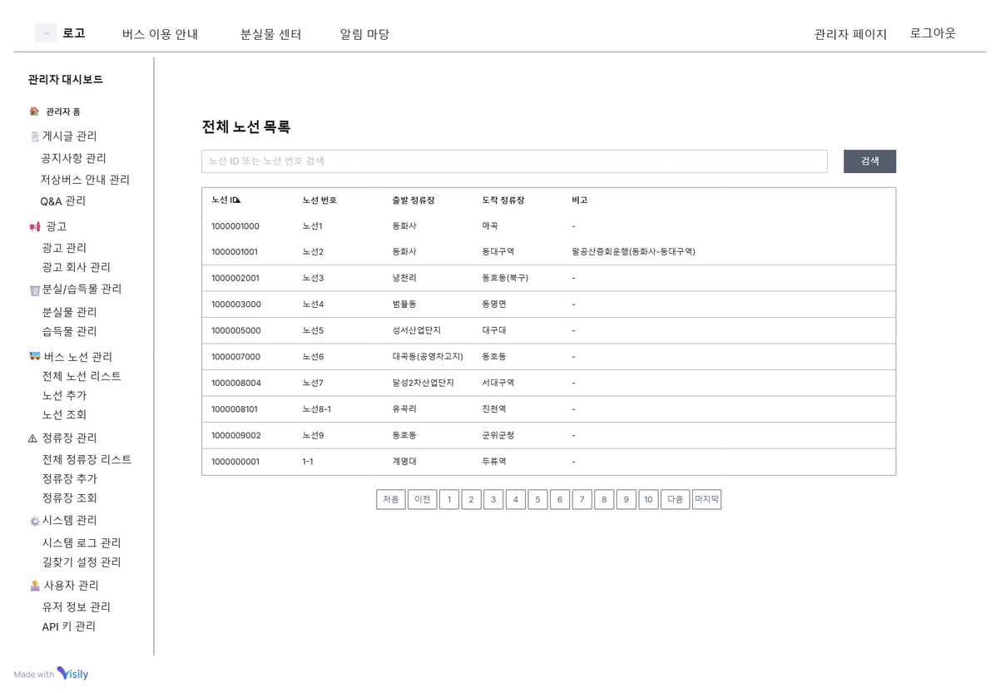 로고 버스 이용 안내 분실물 센터 알림 마당 관리자 페이지 로그아웃
관리자 대시보드
관리자 홈
게시글 관리
공지사항 관리
저상버스 안내 관리
Q&A 관리
광고
광고 관리
광고 회사 관리
분실/습득물 관리
분실물 관리
습득물 관리
버스 노선 관리
전체 노선 리스트
노선 추가
노선 조회
정류장 관리
전체 정류장 리스트
정류장 추가
정류장 조회
시스템 관리
시스템 로그 관리
길찾기 설정 관리
사용자 관리
유저 정보 관리
API 키 관리
전체 노선 목록
노선 ID 또는 노선 번호 검색 검색
노선 ID 노선 번호 출발 정류장 도착 정류장 비고
1000001000 노선1 동화사 매곡 -
1000001001 노선2 동화사 동대구역 팔공산증회운행(동화사-동대구역)
1000002001 노선3 냉천리 동호동(북구) -
1000003000 노선4 범물동 동명면 -
1000005000 노선5 성서산업단지 대구대 -
1000007000 노선6 대곡동(공영차고지) 동호동 -
1000008004 노선7 달성2차산업단지 서대구역 -
1000008101 노선8-1 유곡리 진천역 -
1000009002 노선9 동호동 군위군청 -
1000000001 1-1 계명대 두류역 -
처음 이전 1 2 3 4 5 6 7 8 9 10 다음 마지막
Made with Visily